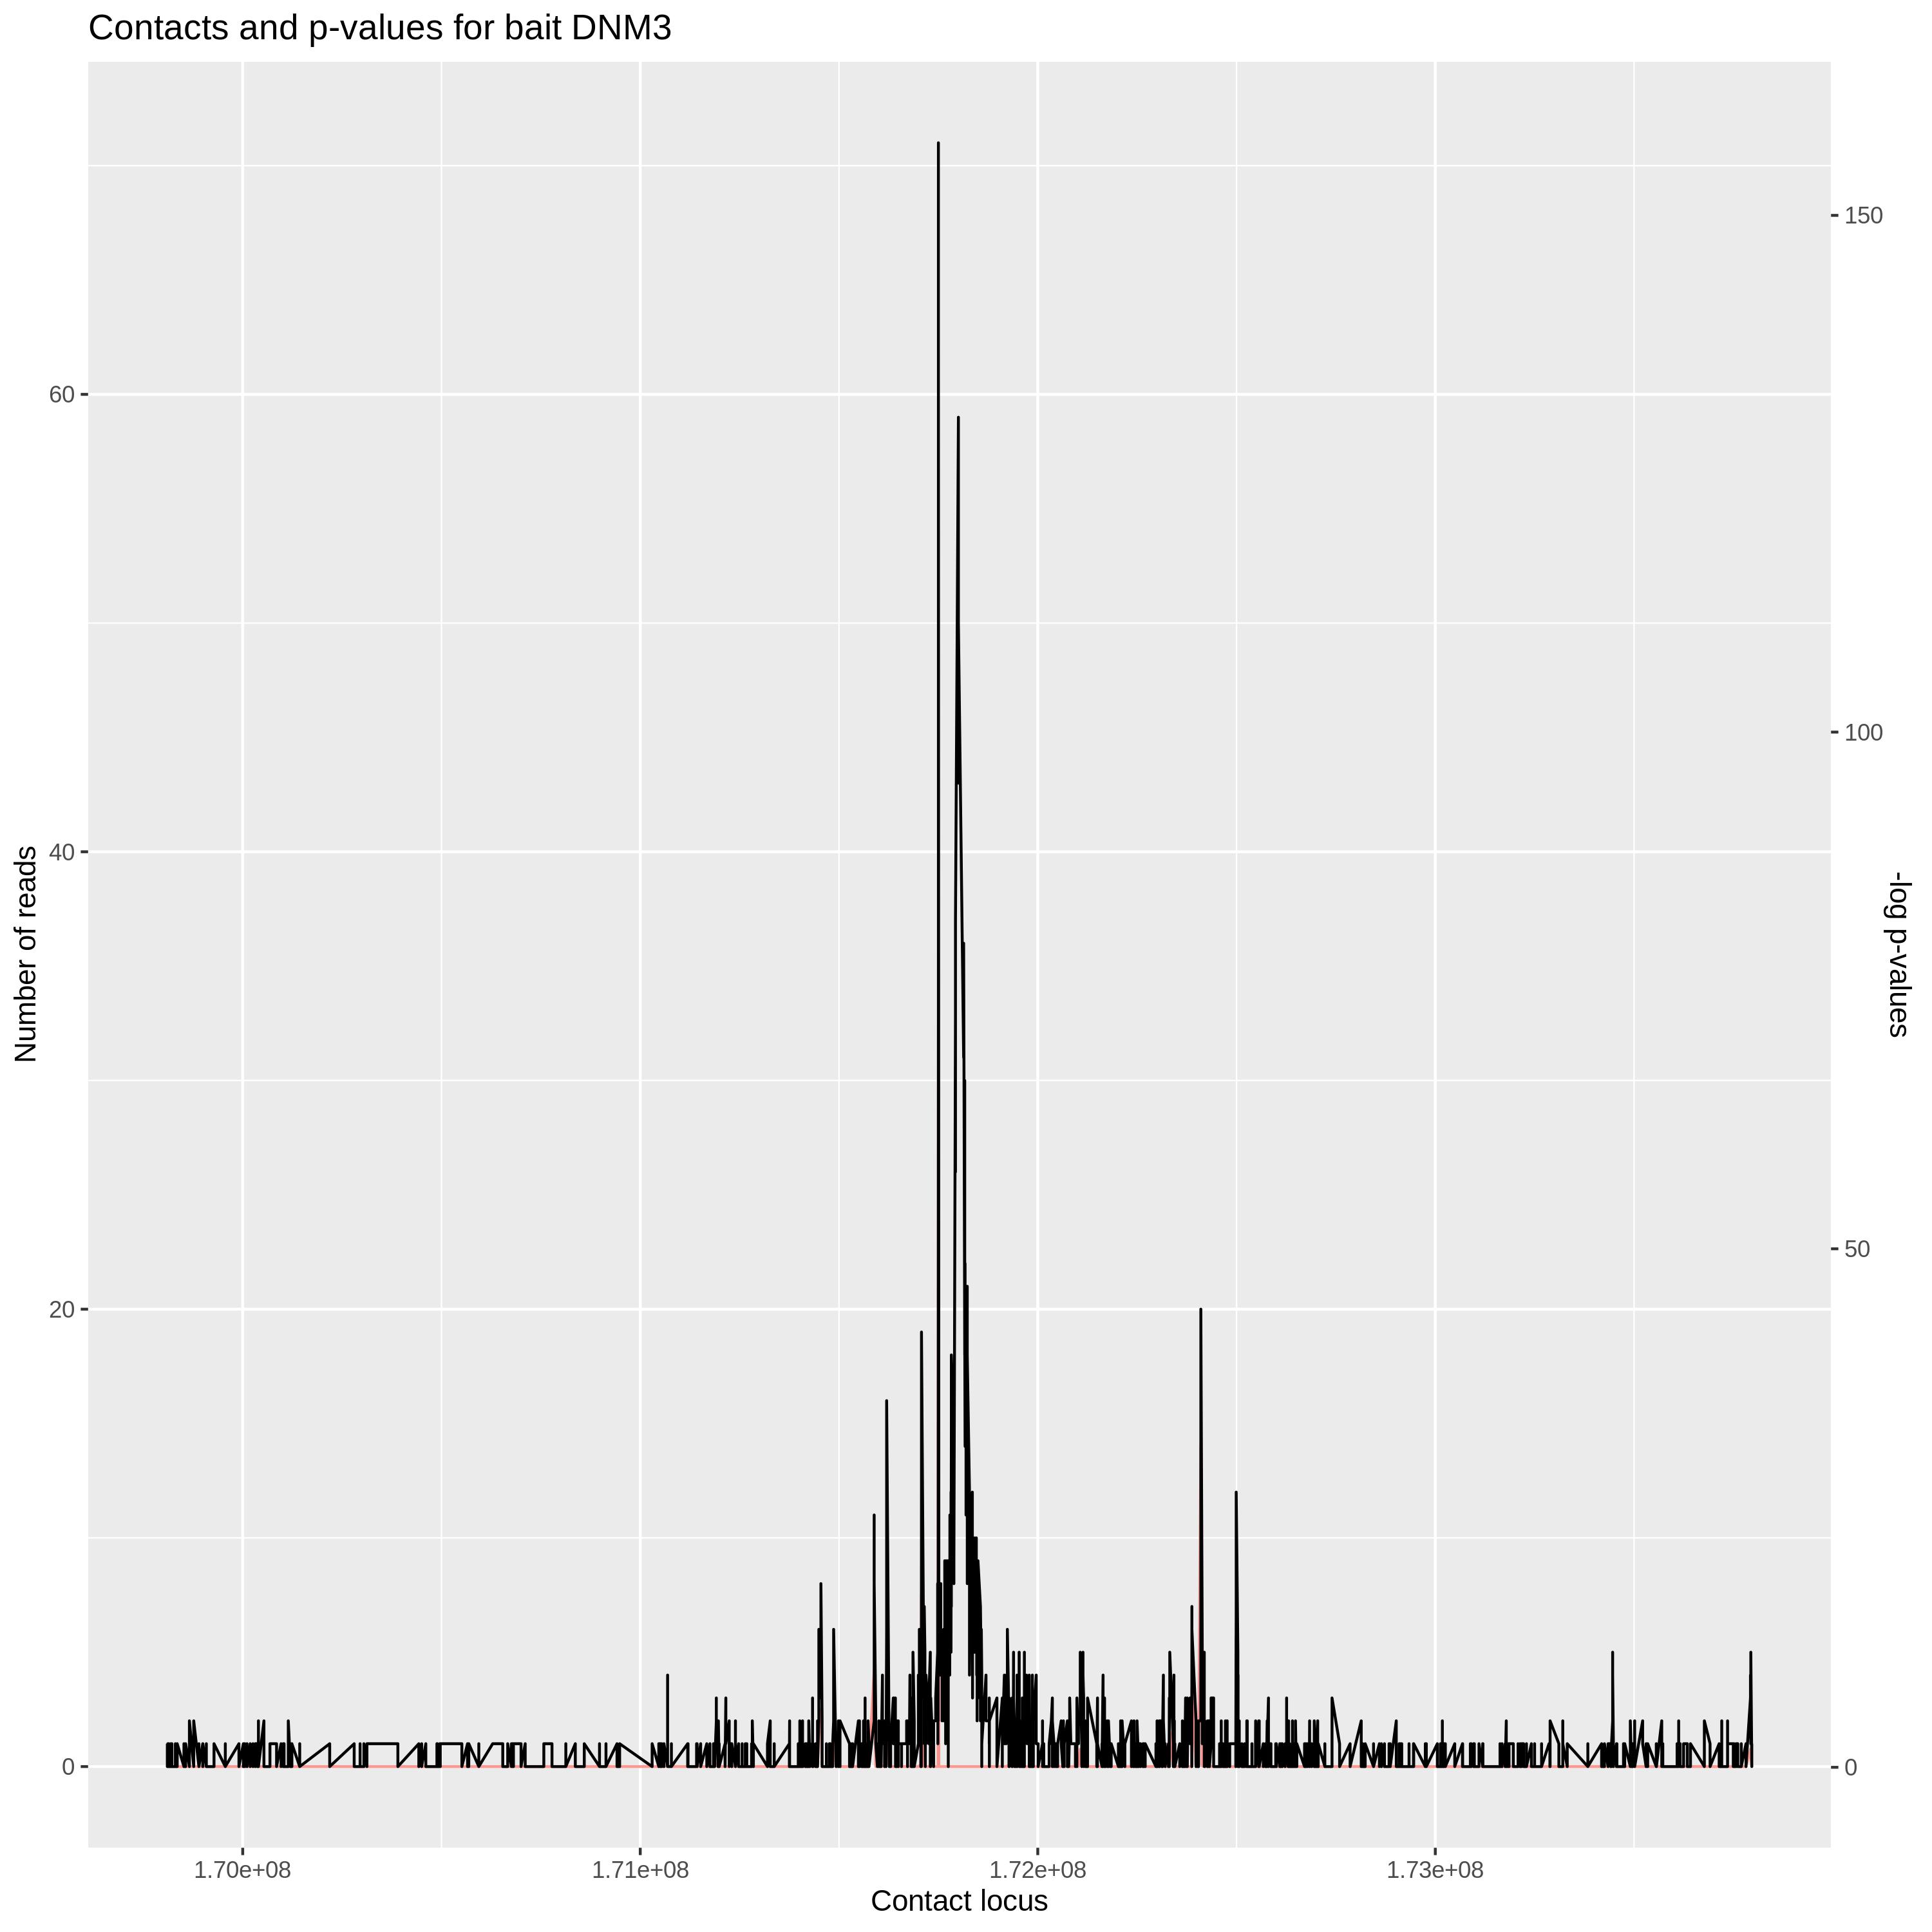 Contacts and p-values for bait DNM3
Number of reads
60
40
20
0
150
100
50
0
-log p-values
1.70e+08
1.71e+08
1.72e+08
1.73e+08
Contact locus